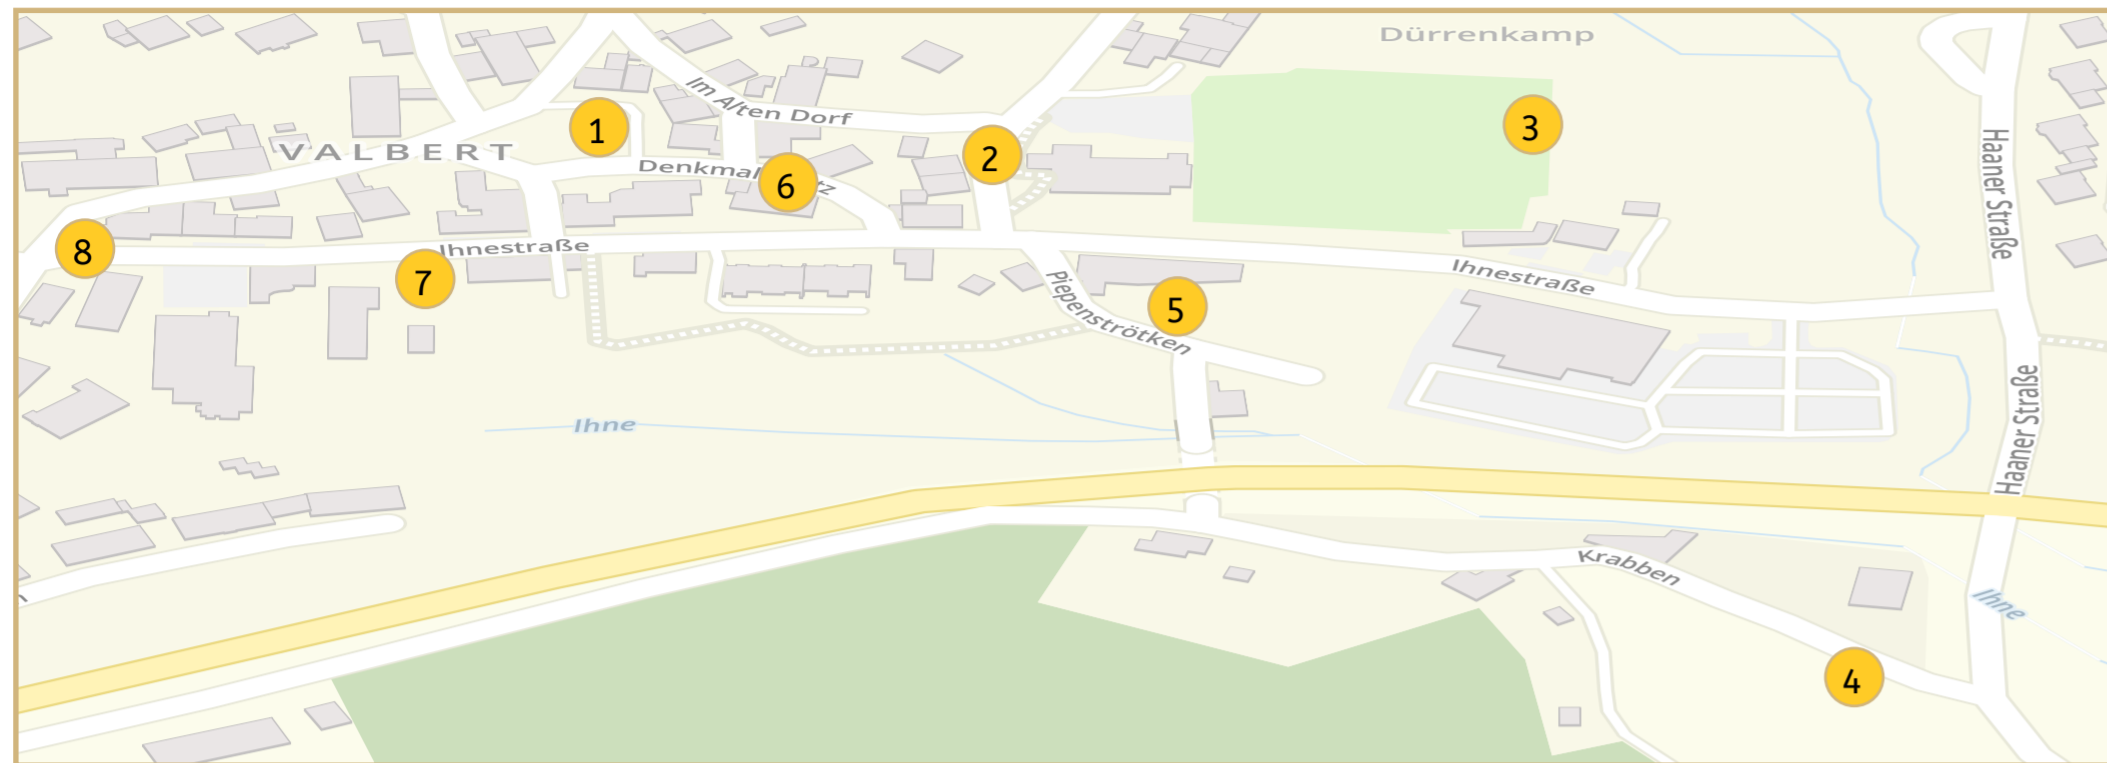 Dürrenkamp
Im Alten Dorf
3
1
2
VALBERT
Haaner Straße
Denkmal
6
tz
8
Ihnestraße
7
Ihnestraße
5
Piepenströtken
Haaner Straße
Ihne
Krabben
Ihne
4